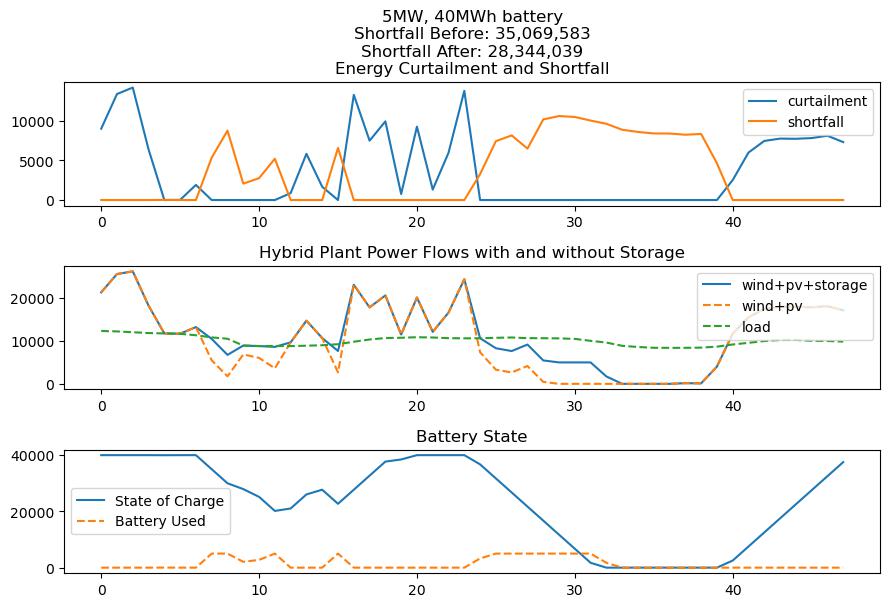 5MW, 40MWh battery
Shortfall Before: 35,069,583
Shortfall After: 28,344,039
Energy Curtailment and Shortfall
curtailment
shortfall
10000
5000
0
0 10 20 30 40
Hybrid Plant Power Flows with and without Storage
wind+pv+storage
wind+pv
load
20000
10000
0
0 10 20 30 40
Battery State
State of Charge
Battery Used
40000
20000
0
0 10 20 30 40